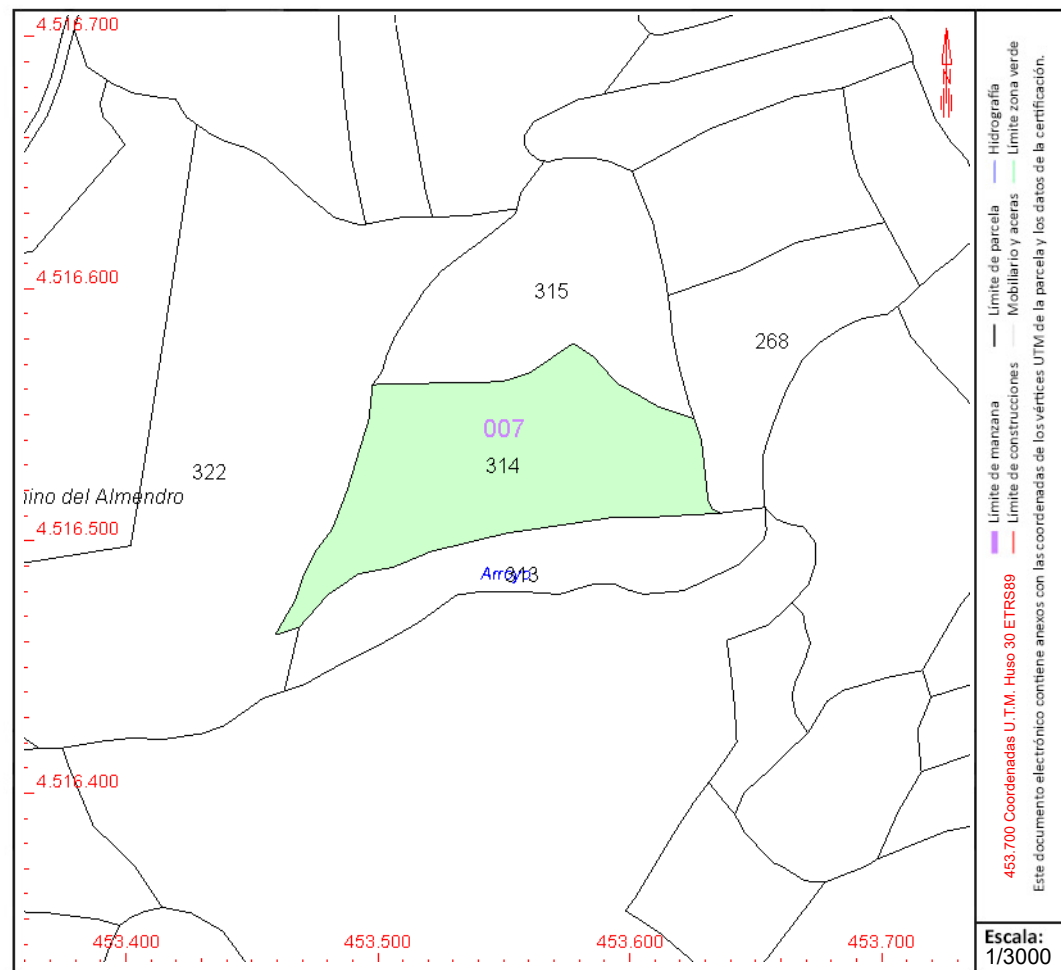 4.516.700
4.516.600
315
268
007
314
322
ino del Almendro
4.516.500
Arroyo
313
4.516.400
453.400
453.500
453.600
453.700
N
Límite de manzana
Límite de parcela
Hidrografía
Límite de construcciones
Mobiliario y aceras
Límite zona verde
453.700 Coordenadas U.T.M. Huso 30 ETRS89
Este documento electrónico contiene anexos con las coordenadas de los vértices UTM de la parcela y los datos de la certificación.
Escala:
1/3000